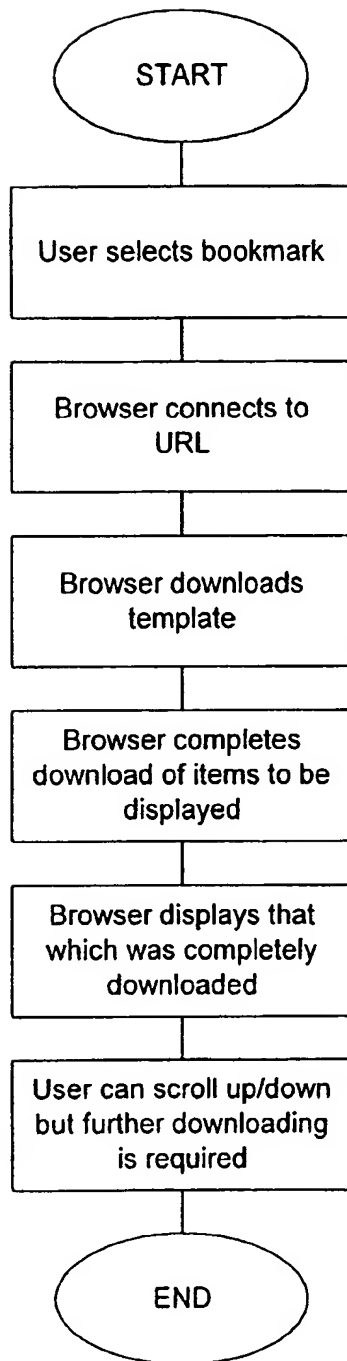 START
User selects bookmark
Browser connects to
URL
Browser downloads
template
Browser completes
download of items to be
displayed
Browser displays that
which was completely
downloaded
User can scroll up/down
but further downloading
is required
END